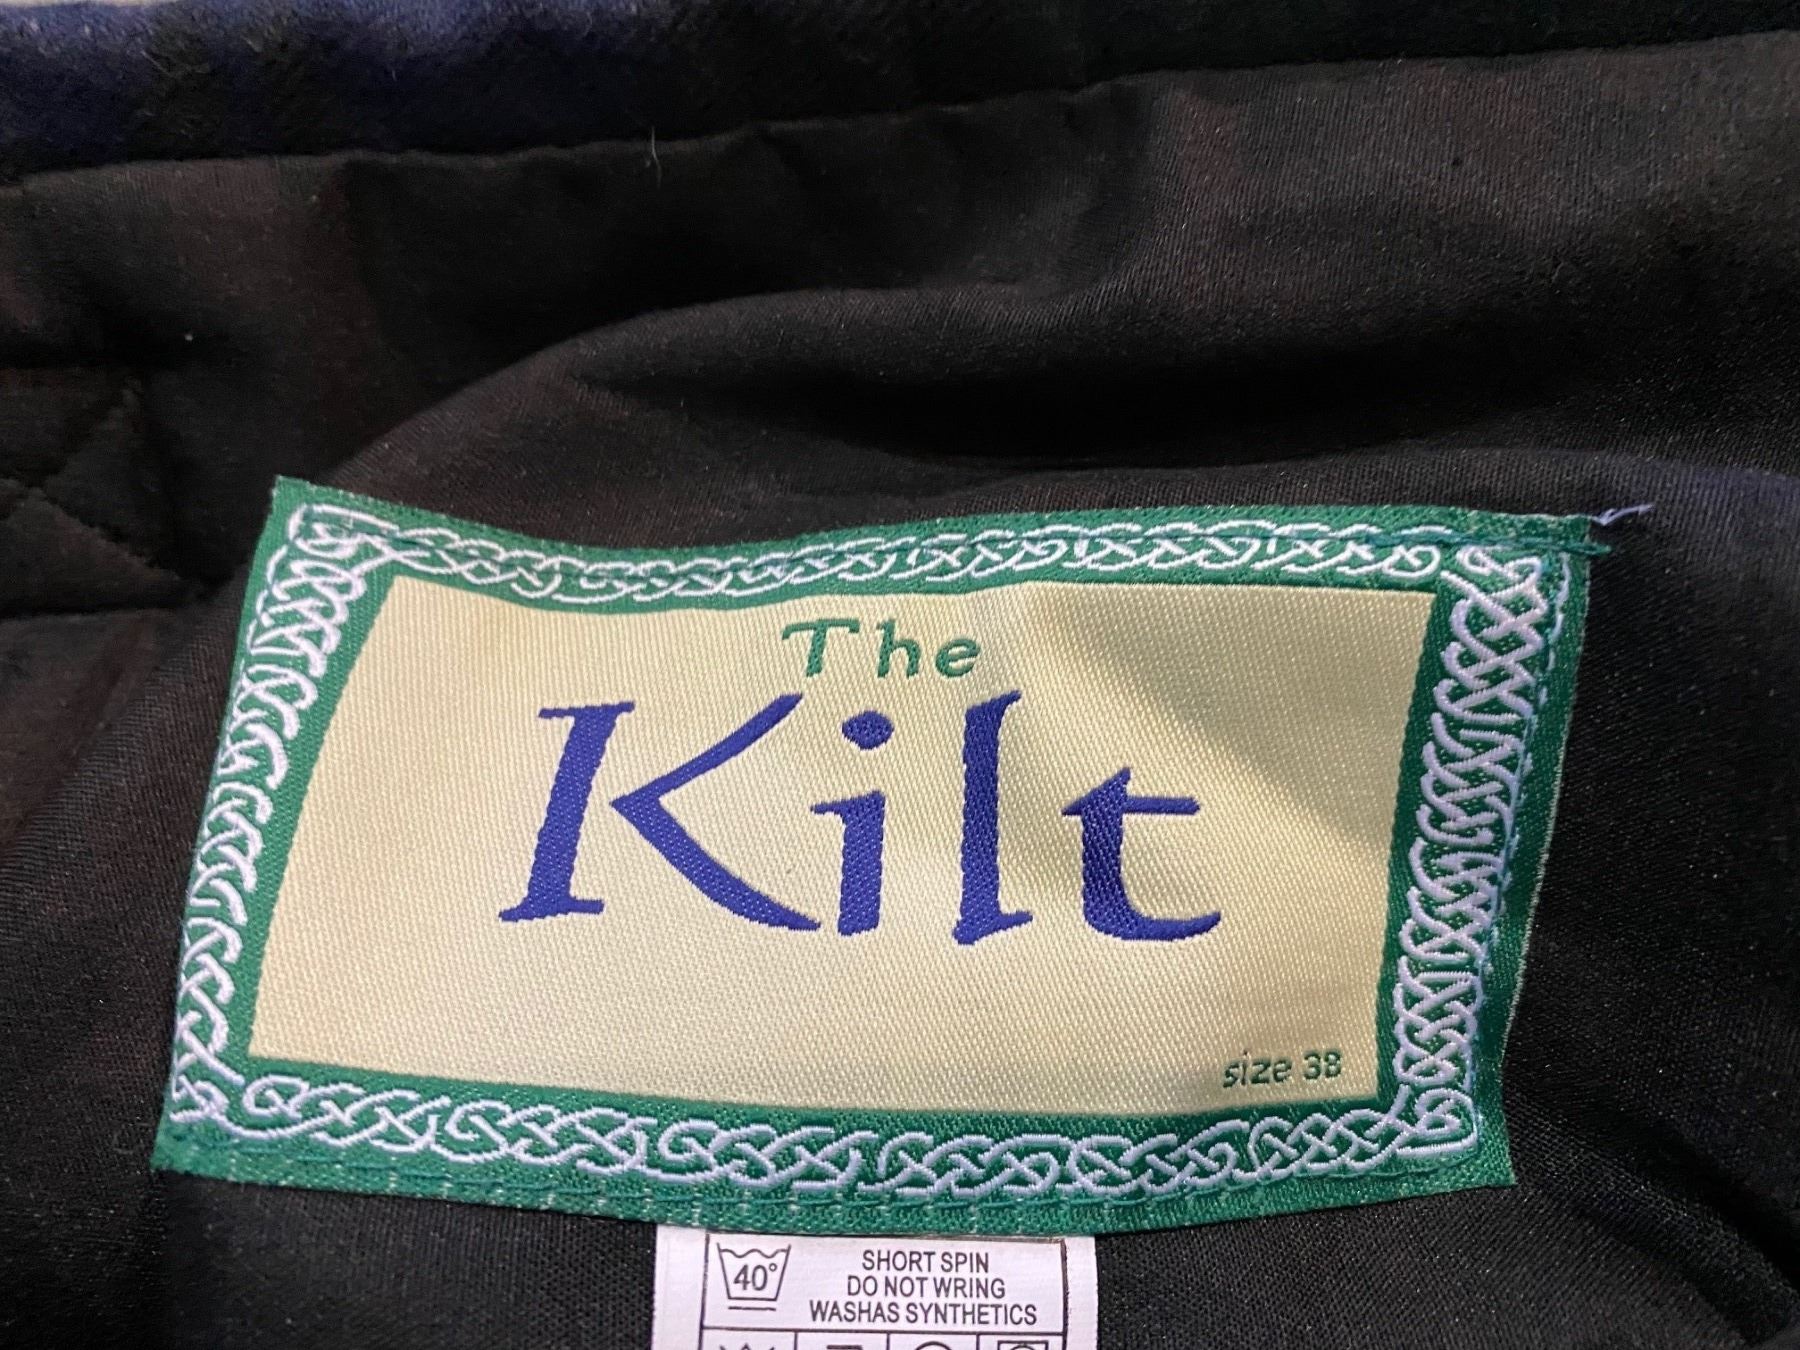 The
Kilt
size 38
40°
SHORT SPIN
DO NOT WRING
WASHAS SYNTHETICS